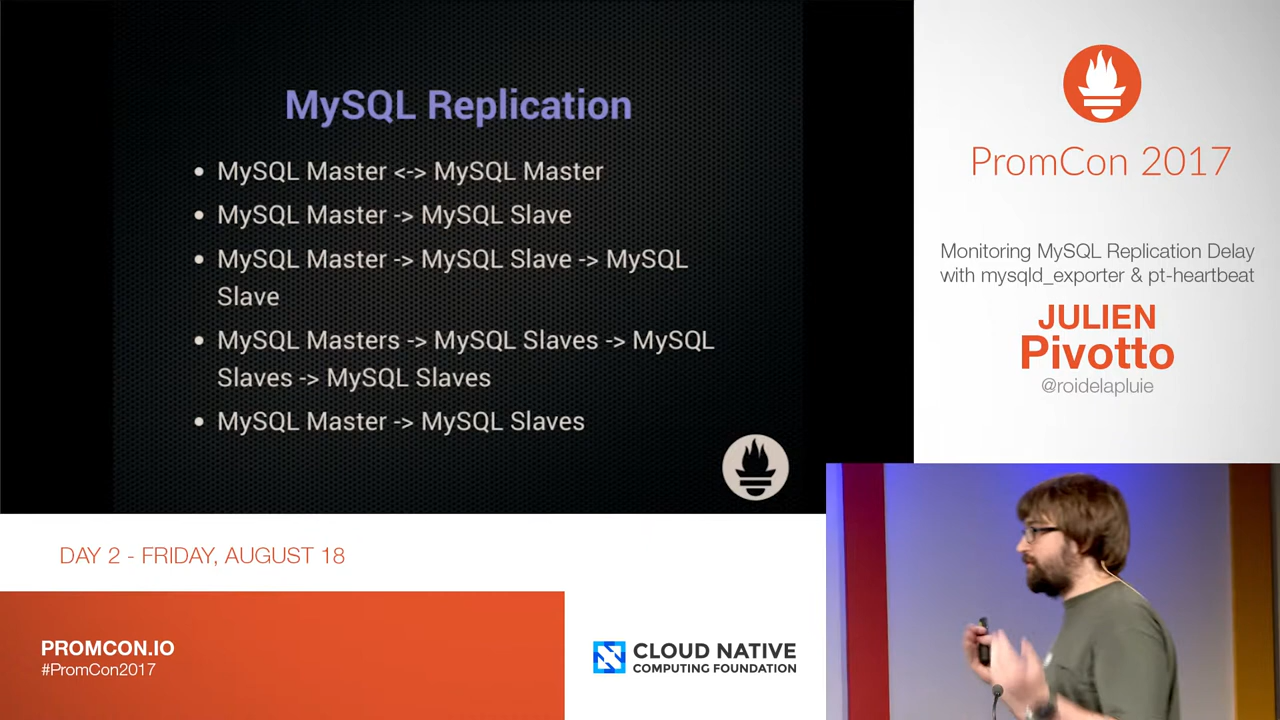 MySQL Replication
• MySQL Master <-> MySQL Master
• MySQL Master -> MySQL Slave
• MySQL Master -> MySQL Slave -> MySQL
Slave
• MySQL Masters -> MySQL Slaves -> MySQL
Slaves -> MySQL Slaves
• MySQL Master -> MySQL Slaves
PromCon 2017
Monitoring MySQL Replication Delay
with mysqld_exporter & pt-heartbeat
JULIEN
Pivotto
@roidelapluie
DAY 2 - FRIDAY, AUGUST 18
PROMCON.IO
#PromCon2017
CLOUD NATIVE
COMPUTING FOUNDATION